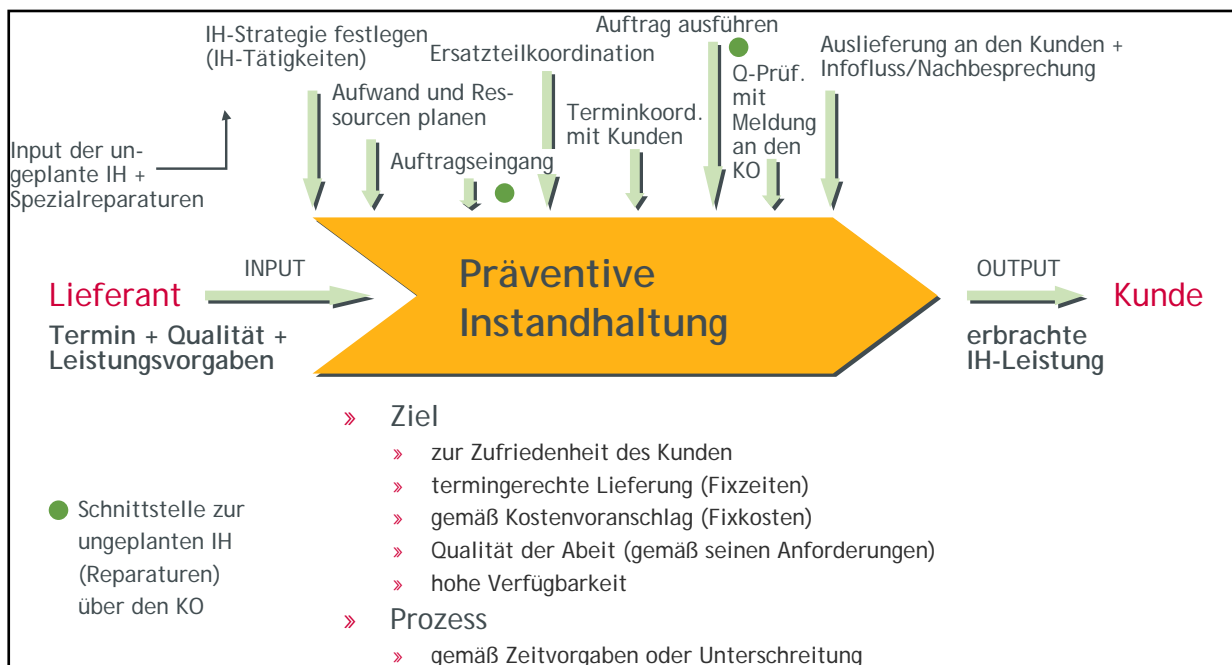 IH-Strategie festlegen
(IH-Tätigkeiten)
Aufwand und Res-
sourcen planen
Auftragseingang
Ersatzteilkoordination
Terminkoord.
mit Kunden
Auftrag ausführen
Q-Prüf.
mit
Meldung
an den
KO
Auslieferung an den Kunden +
Infofluss/Nachbesprechung
Input der un-
geplante IH +
Spezialreparaturen
INPUT
Lieferant
Termin + Qualität +
Leistungsvorgaben
Präventive
Instandhaltung
OUTPUT
Kunde
erbrachte
IH-Leistung
» Ziel
» zur Zufriedenheit des Kunden
» termingerechte Lieferung (Fixzeiten)
» gemäß Kostenvoranschlag (Fixkosten)
» Qualität der Abeit (gemäß seinen Anforderungen)
» hohe Verfügbarkeit
» Prozess
» gemäß Zeitvorgaben oder Unterschreitung
Schnittstelle zur
ungeplanten IH
(Reparaturen)
über den KO